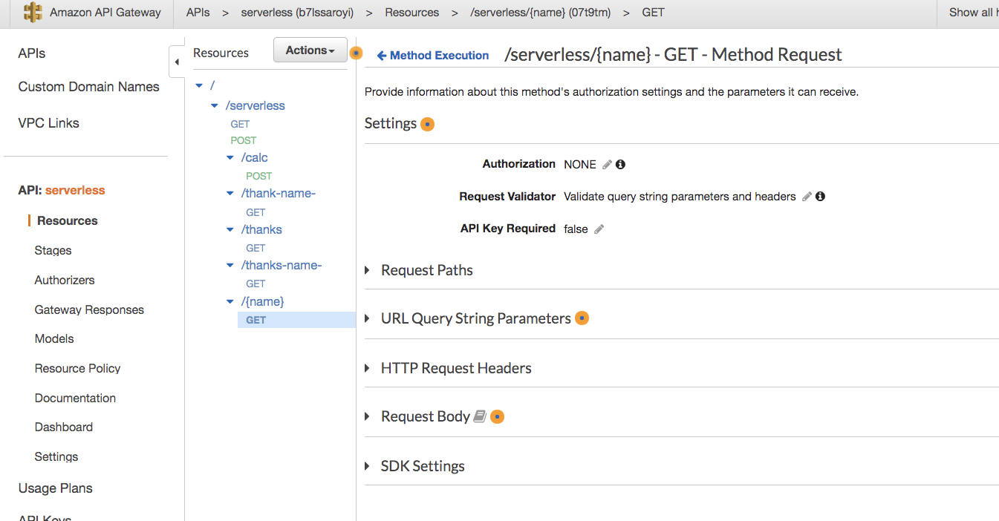 Amazon API Gateway APIs > serverless (b7lssaroyi) > Resources > /serverless/{name} (07t9tm) > GET Show all
APIs
Custom Domain Names
VPC Links
API: serverless
Resources
Stages
Authorizers
Gateway Responses
Models
Resource Policy
Documentation
Dashboard
Settings
Usage Plans
API Keys
Resources Actions
/
/serverless
GET
POST
/calc
POST
/thank-name-
GET
/thanks
GET
/thanks-name-
GET
/{name}
GET
Method Execution /serverless/{name} - GET - Method Request
Provide information about this method's authorization settings and the parameters it can receive.
Settings
Authorization NONE
Request Validator Validate query string parameters and headers
API Key Required false
Request Paths
URL Query String Parameters
HTTP Request Headers
Request Body
SDK Settings